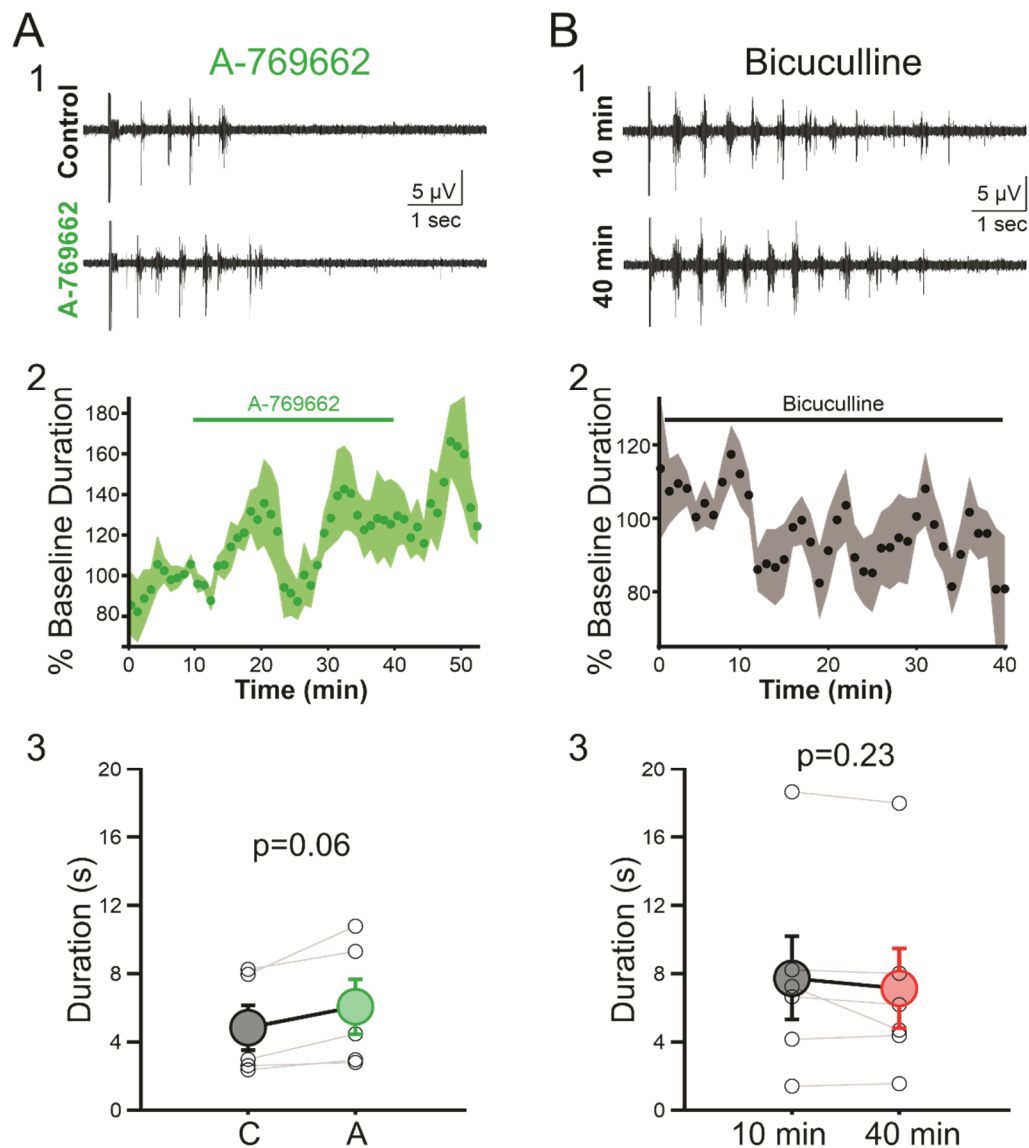 A
A-769662
1
Control
A-769662
5 µV
1 sec
2
% Baseline Duration
180
160
140
120
100
80
A-769662
0
10
20
30
40
50
Time (min)
3
Duration (s)
20
16
12
8
4
0
p=0.06
C
A
B
Bicuculline
1
10 min
40 min
5 µV
1 sec
2
% Baseline Duration
120
100
80
Bicuculline
0
10
20
30
40
Time (min)
3
Duration (s)
20
16
12
8
4
0
p=0.23
10 min
40 min